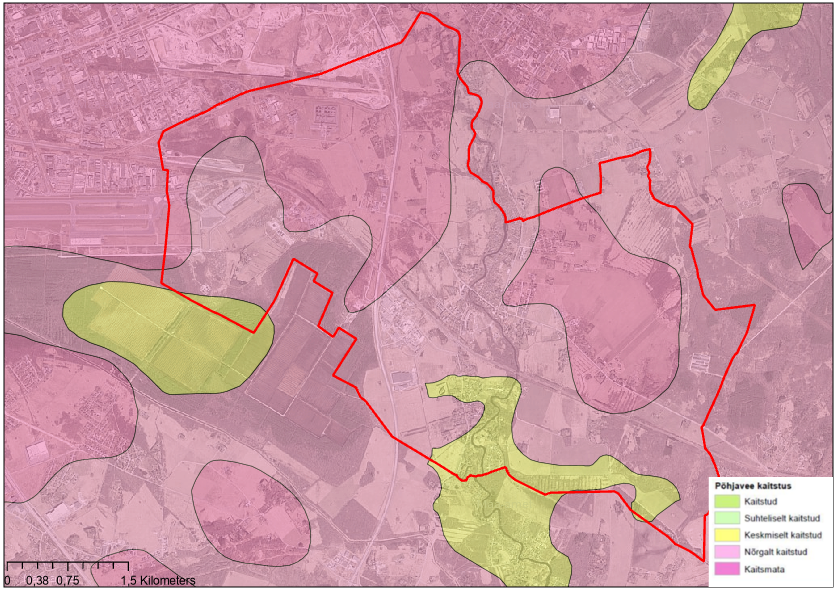 Põhjavee kaitstus
Kaitstud
Suhteliselt kaitstud
Keskmiselt kaitstud
Nõrgalt kaitstud
Kaitsmata
0 0,38 0,75 1,5 Kilometers